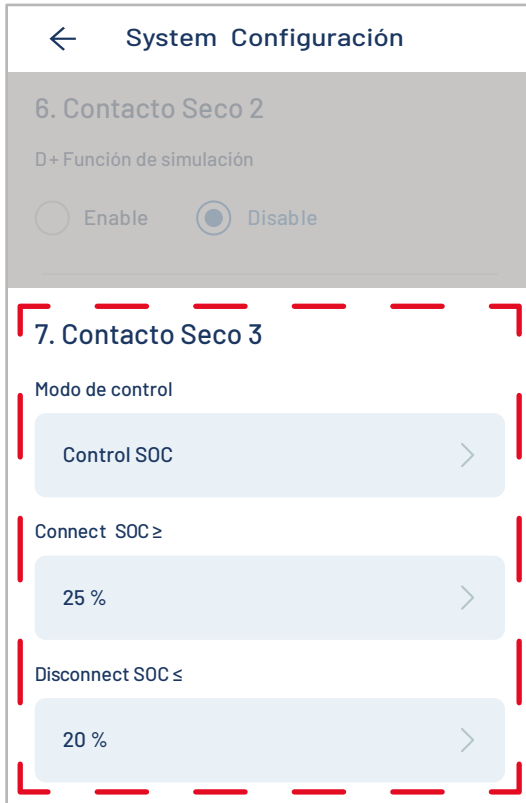 System Configuración
6. Contacto Seco 2
D+ Función de simulación
Enable Disable
7. Contacto Seco 3
Modo de control
Control SOC
Connect SOC ≥
25 %
Disconnect SOC ≤
20 %